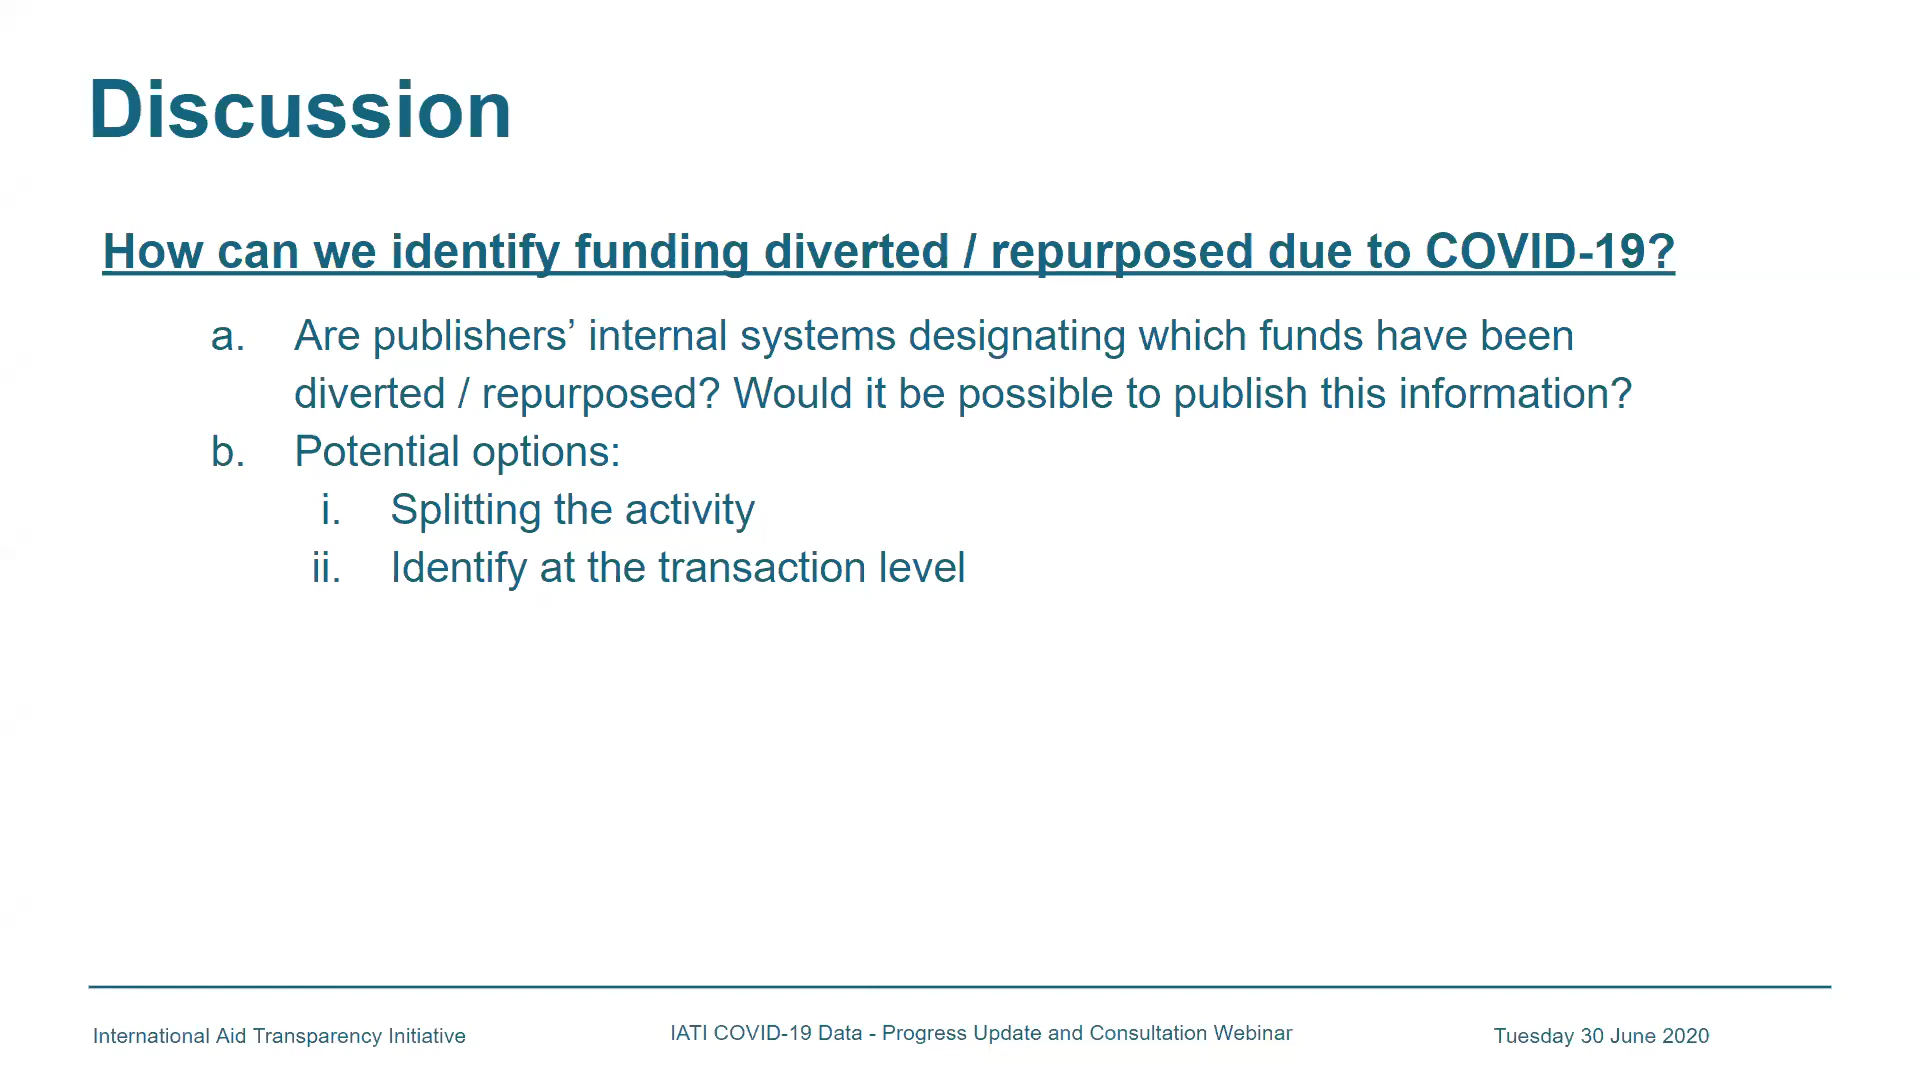 Discussion
How can we identify funding diverted / repurposed due to COVID-19?
a. Are publishers’ internal systems designating which funds have been
diverted / repurposed? Would it be possible to publish this information?
b. Potential options:
i. Splitting the activity
ii. Identify at the transaction level
International Aid Transparency Initiative
IATI COVID-19 Data - Progress Update and Consultation Webinar
Tuesday 30 June 2020